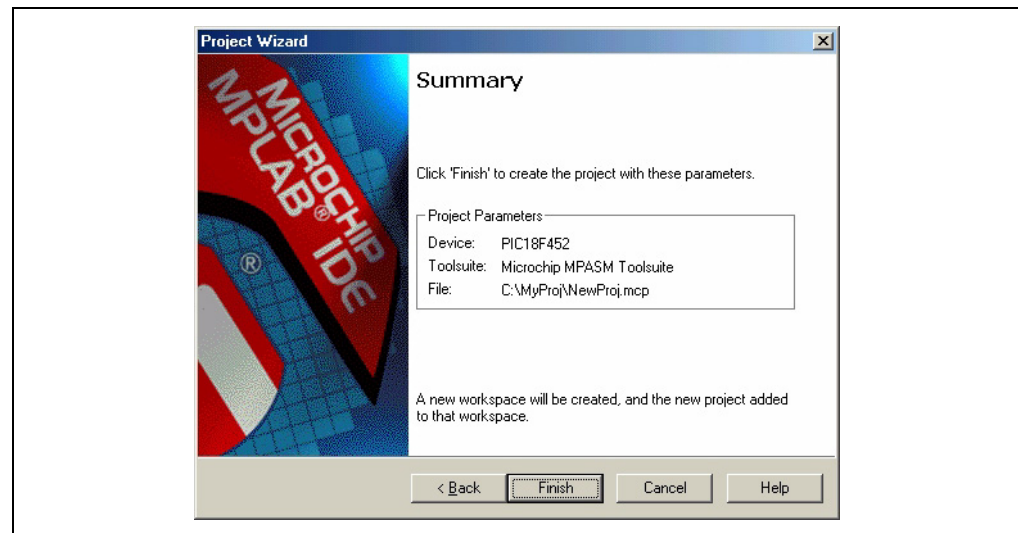 Project Wizard
MICROCHIP
MPLAB® IDE
®
Summary
Click 'Finish' to create the project with these parameters.
Project Parameters
Device: PIC18F452
Toolsuite: Microchip MPASM Toolsuite
File: C:\MyProj\NewProj.mcp
A new workspace will be created, and the new project added
to that workspace.
< Back Finish Cancel Help